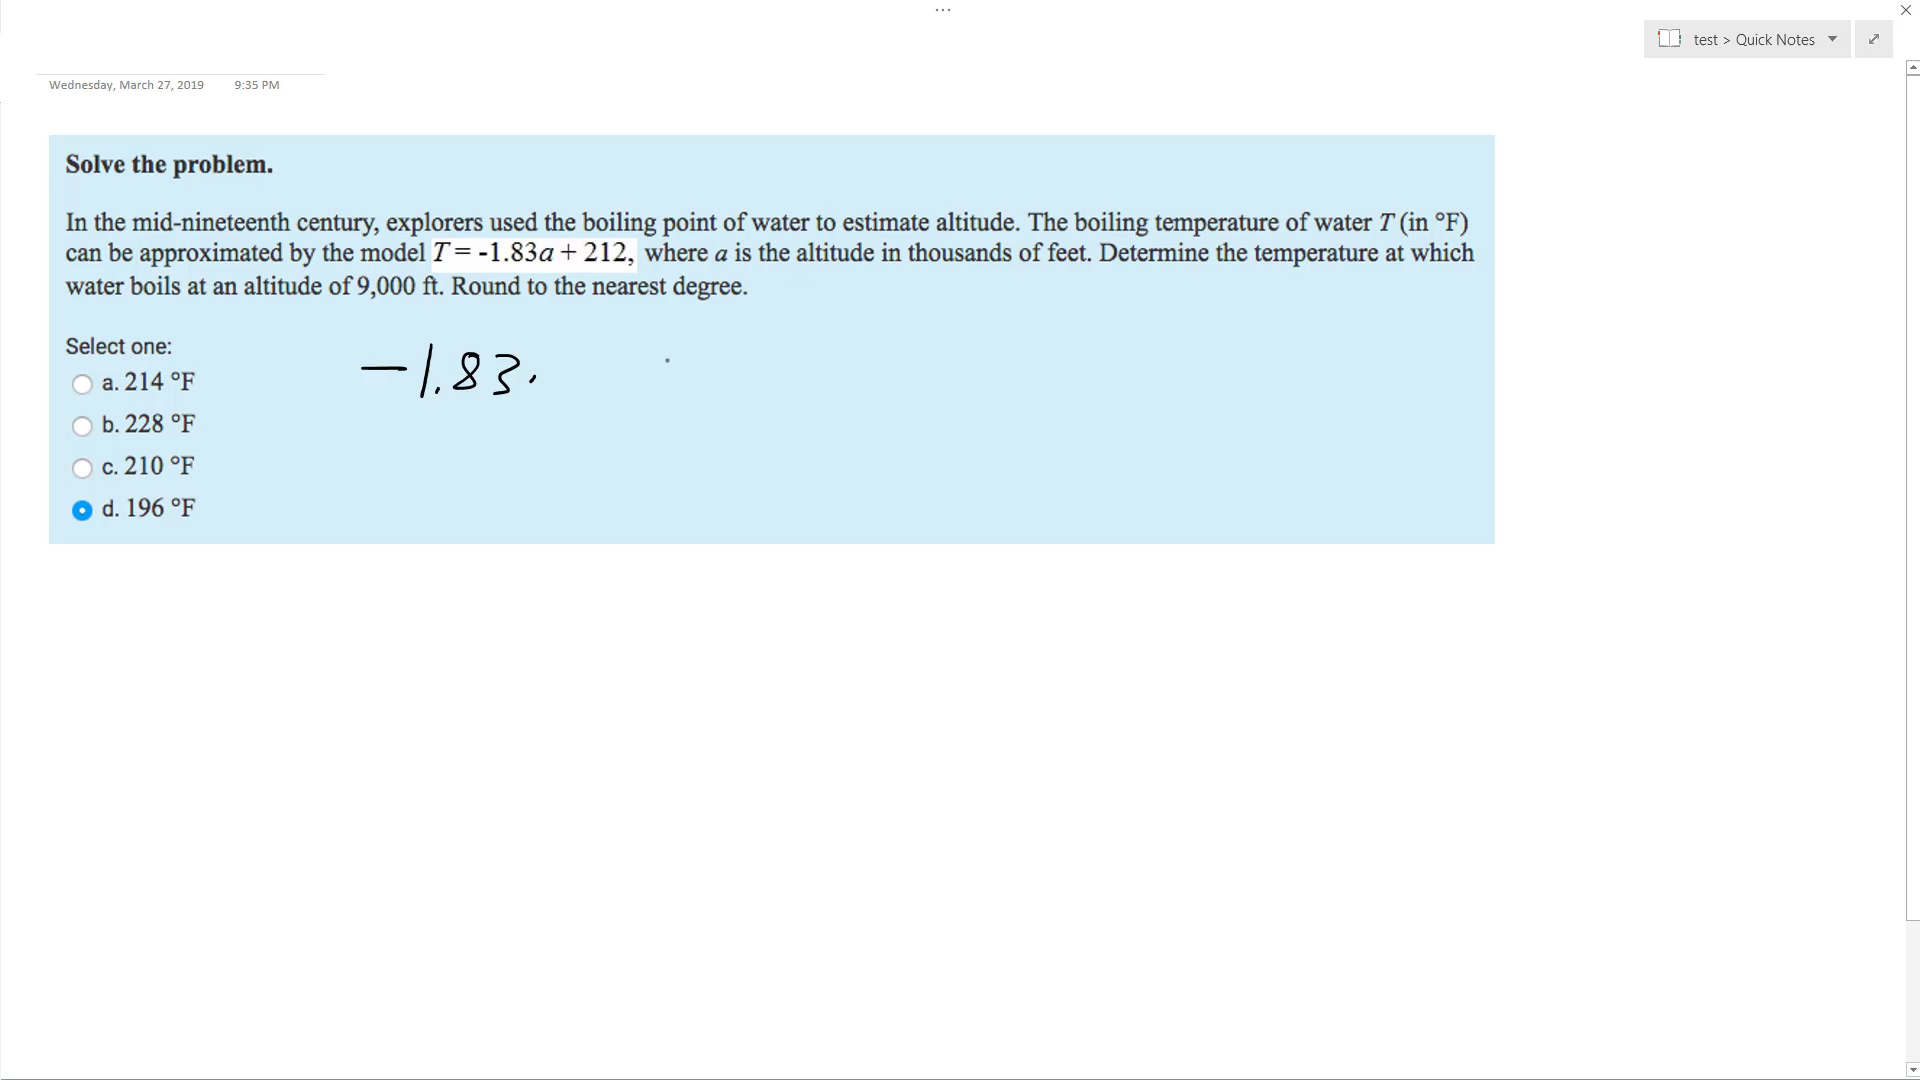 ...
test > Quick Notes
Wednesday, March 27, 2019 9:35 PM
Solve the problem.
In the mid-nineteenth century, explorers used the boiling point of water to estimate altitude. The boiling temperature of water T (in °F)
can be approximated by the model T = -1.83a + 212, where a is the altitude in thousands of feet. Determine the temperature at which
water boils at an altitude of 9,000 ft. Round to the nearest degree.
Select one:
a. 214 °F
b. 228 °F
c. 210 °F
d. 196 °F
-1.83.